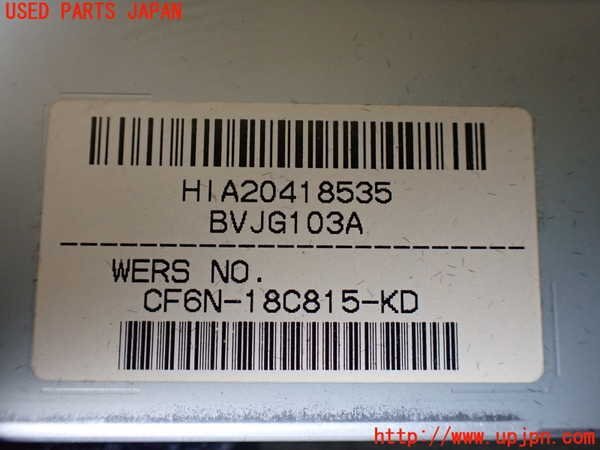 USED PARTS JAPAN
HIA20418535
BVJG103A
WERS NO.
CF6N-18C815-KD
http://www.upjpn.com